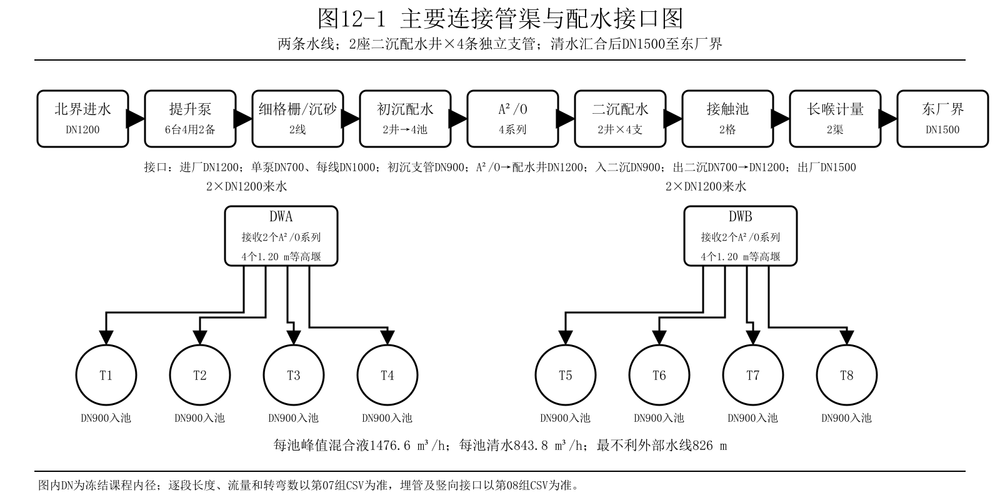 图12-1 主要连接管渠与配水接口图
两条水线；2座二沉配水井×4条独立支管；清水汇合后DN1500至东厂界
北界进水
DN1200
提升泵
6台4用2备
细格栅/沉砂
2线
初沉配水
2井→4池
A²/O
4系列
二沉配水
2井×4支
接触池
2格
长喉计量
2渠
东厂界
DN1500
接口：进厂DN1200；单泵DN700、每线DN1000；初沉支管DN900；A²/O→配水井DN1200；入二沉DN900；出二沉DN700→DN1200；出厂DN1500
2×DN1200来水
2×DN1200来水
DWA
接收2个A²/O系列
4个1.20 m等高堰
DWB
接收2个A²/O系列
4个1.20 m等高堰
T1
T2
T3
T4
T5
T6
T7
T8
DN900入池
DN900入池
DN900入池
DN900入池
DN900入池
DN900入池
DN900入池
DN900入池
每池峰值混合液1476.6 m³/h；每池清水843.8 m³/h；最不利外部水线826 m
图内DN为冻结课程内径；逐段长度、流量和转弯数以第07组CSV为准，埋管及竖向接口以第08组CSV为准。